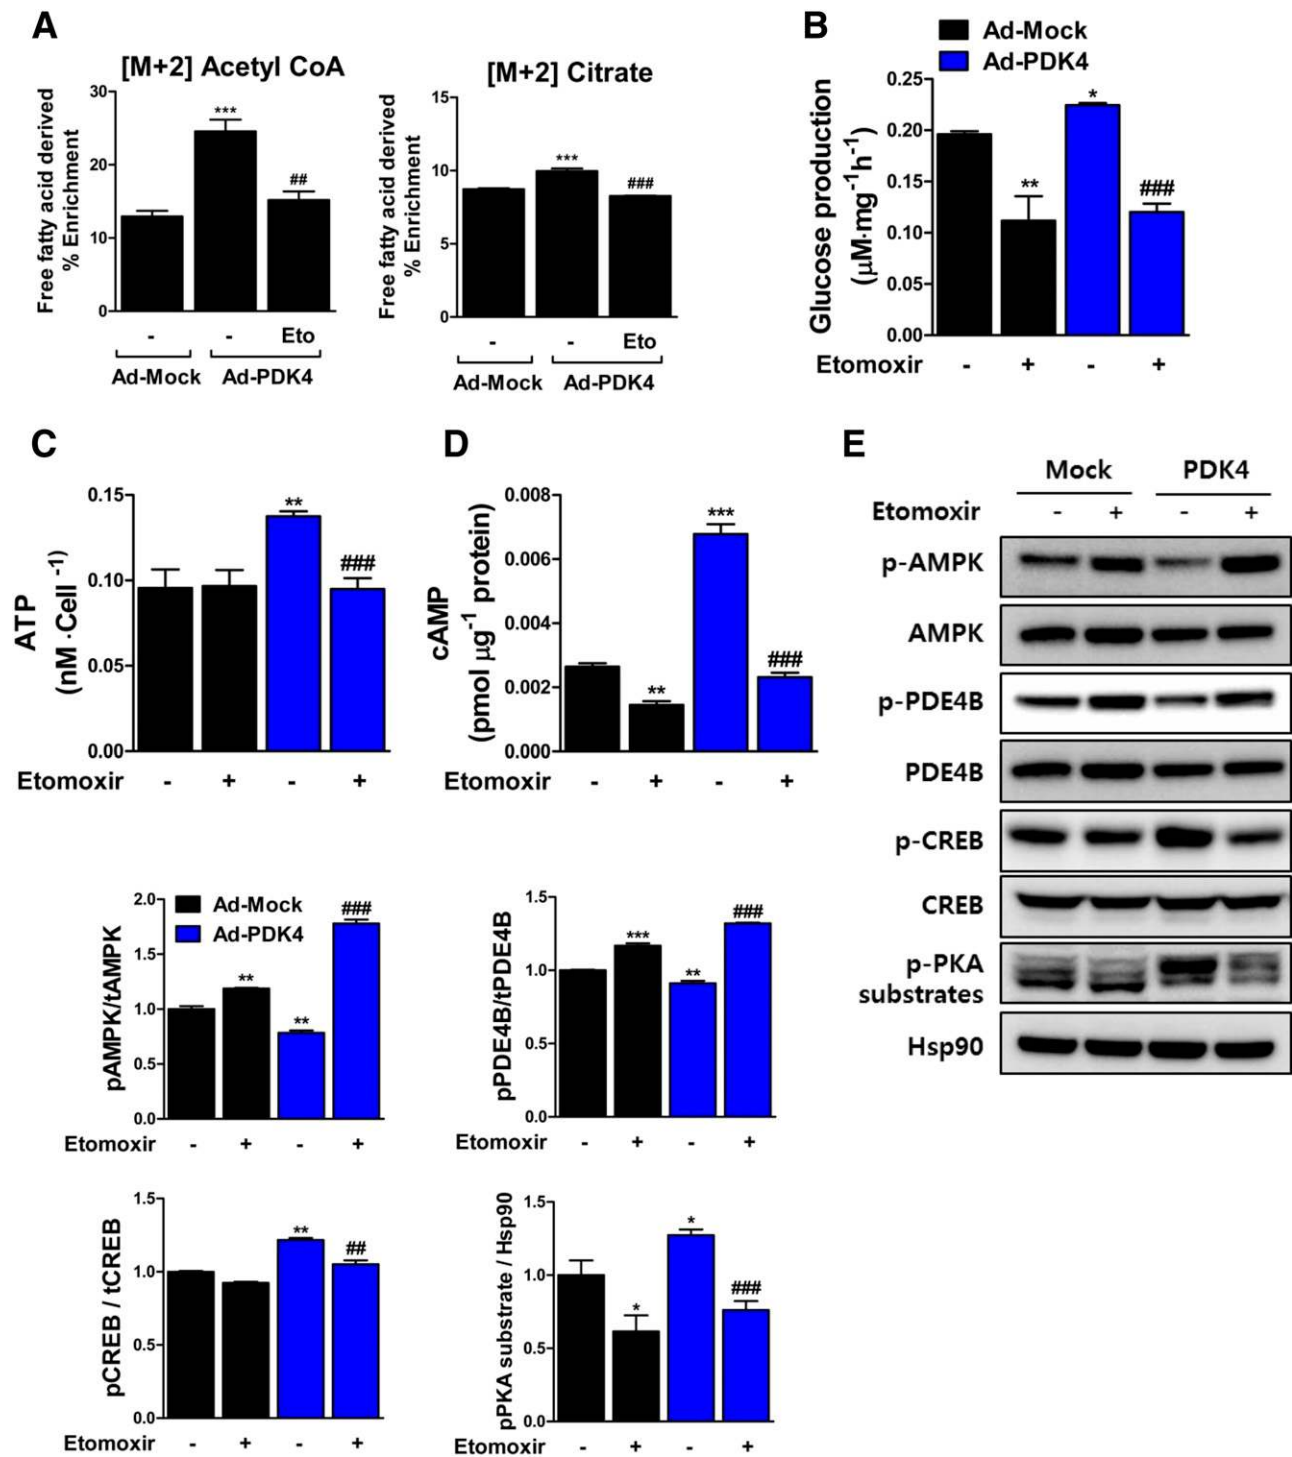 A
[M+2] Acetyl CoA
Free fatty acid derived
% Enrichment
30
20
10
0
***
##
- - Eto
Ad-Mock Ad-PDK4
[M+2] Citrate
Free fatty acid derived
% Enrichment
15
10
5
0
***
###
- - Eto
Ad-Mock Ad-PDK4
B
Ad-Mock
Ad-PDK4
Glucose production
(µM·mg⁻¹h⁻¹)
0.25
0.20
0.15
0.10
0.05
0.00
**
*
###
Etomoxir - + - +
C
ATP
(nM ·Cell ⁻¹)
0.15
0.10
0.05
0.00
**
###
Etomoxir - + - +
D
cAMP
(pmol µg⁻¹ protein)
0.008
0.006
0.004
0.002
0.000
**
***
###
Etomoxir - + - +
E
Mock PDK4
Etomoxir - + - +
p-AMPK
AMPK
p-PDE4B
PDE4B
p-CREB
CREB
p-PKA
substrates
Hsp90
Ad-Mock
Ad-PDK4
pAMPK/tAMPK
2.0
1.5
1.0
0.5
0.0
**
**
###
Etomoxir - + - +
pPDE4B/tPDE4B
1.5
1.0
0.5
0.0
***
**
###
Etomoxir - + - +
pCREB / tCREB
1.5
1.0
0.5
0.0
**
##
Etomoxir - + - +
pPKA substrate / Hsp90
1.5
1.0
0.5
0.0
*
*
###
Etomoxir - + - +